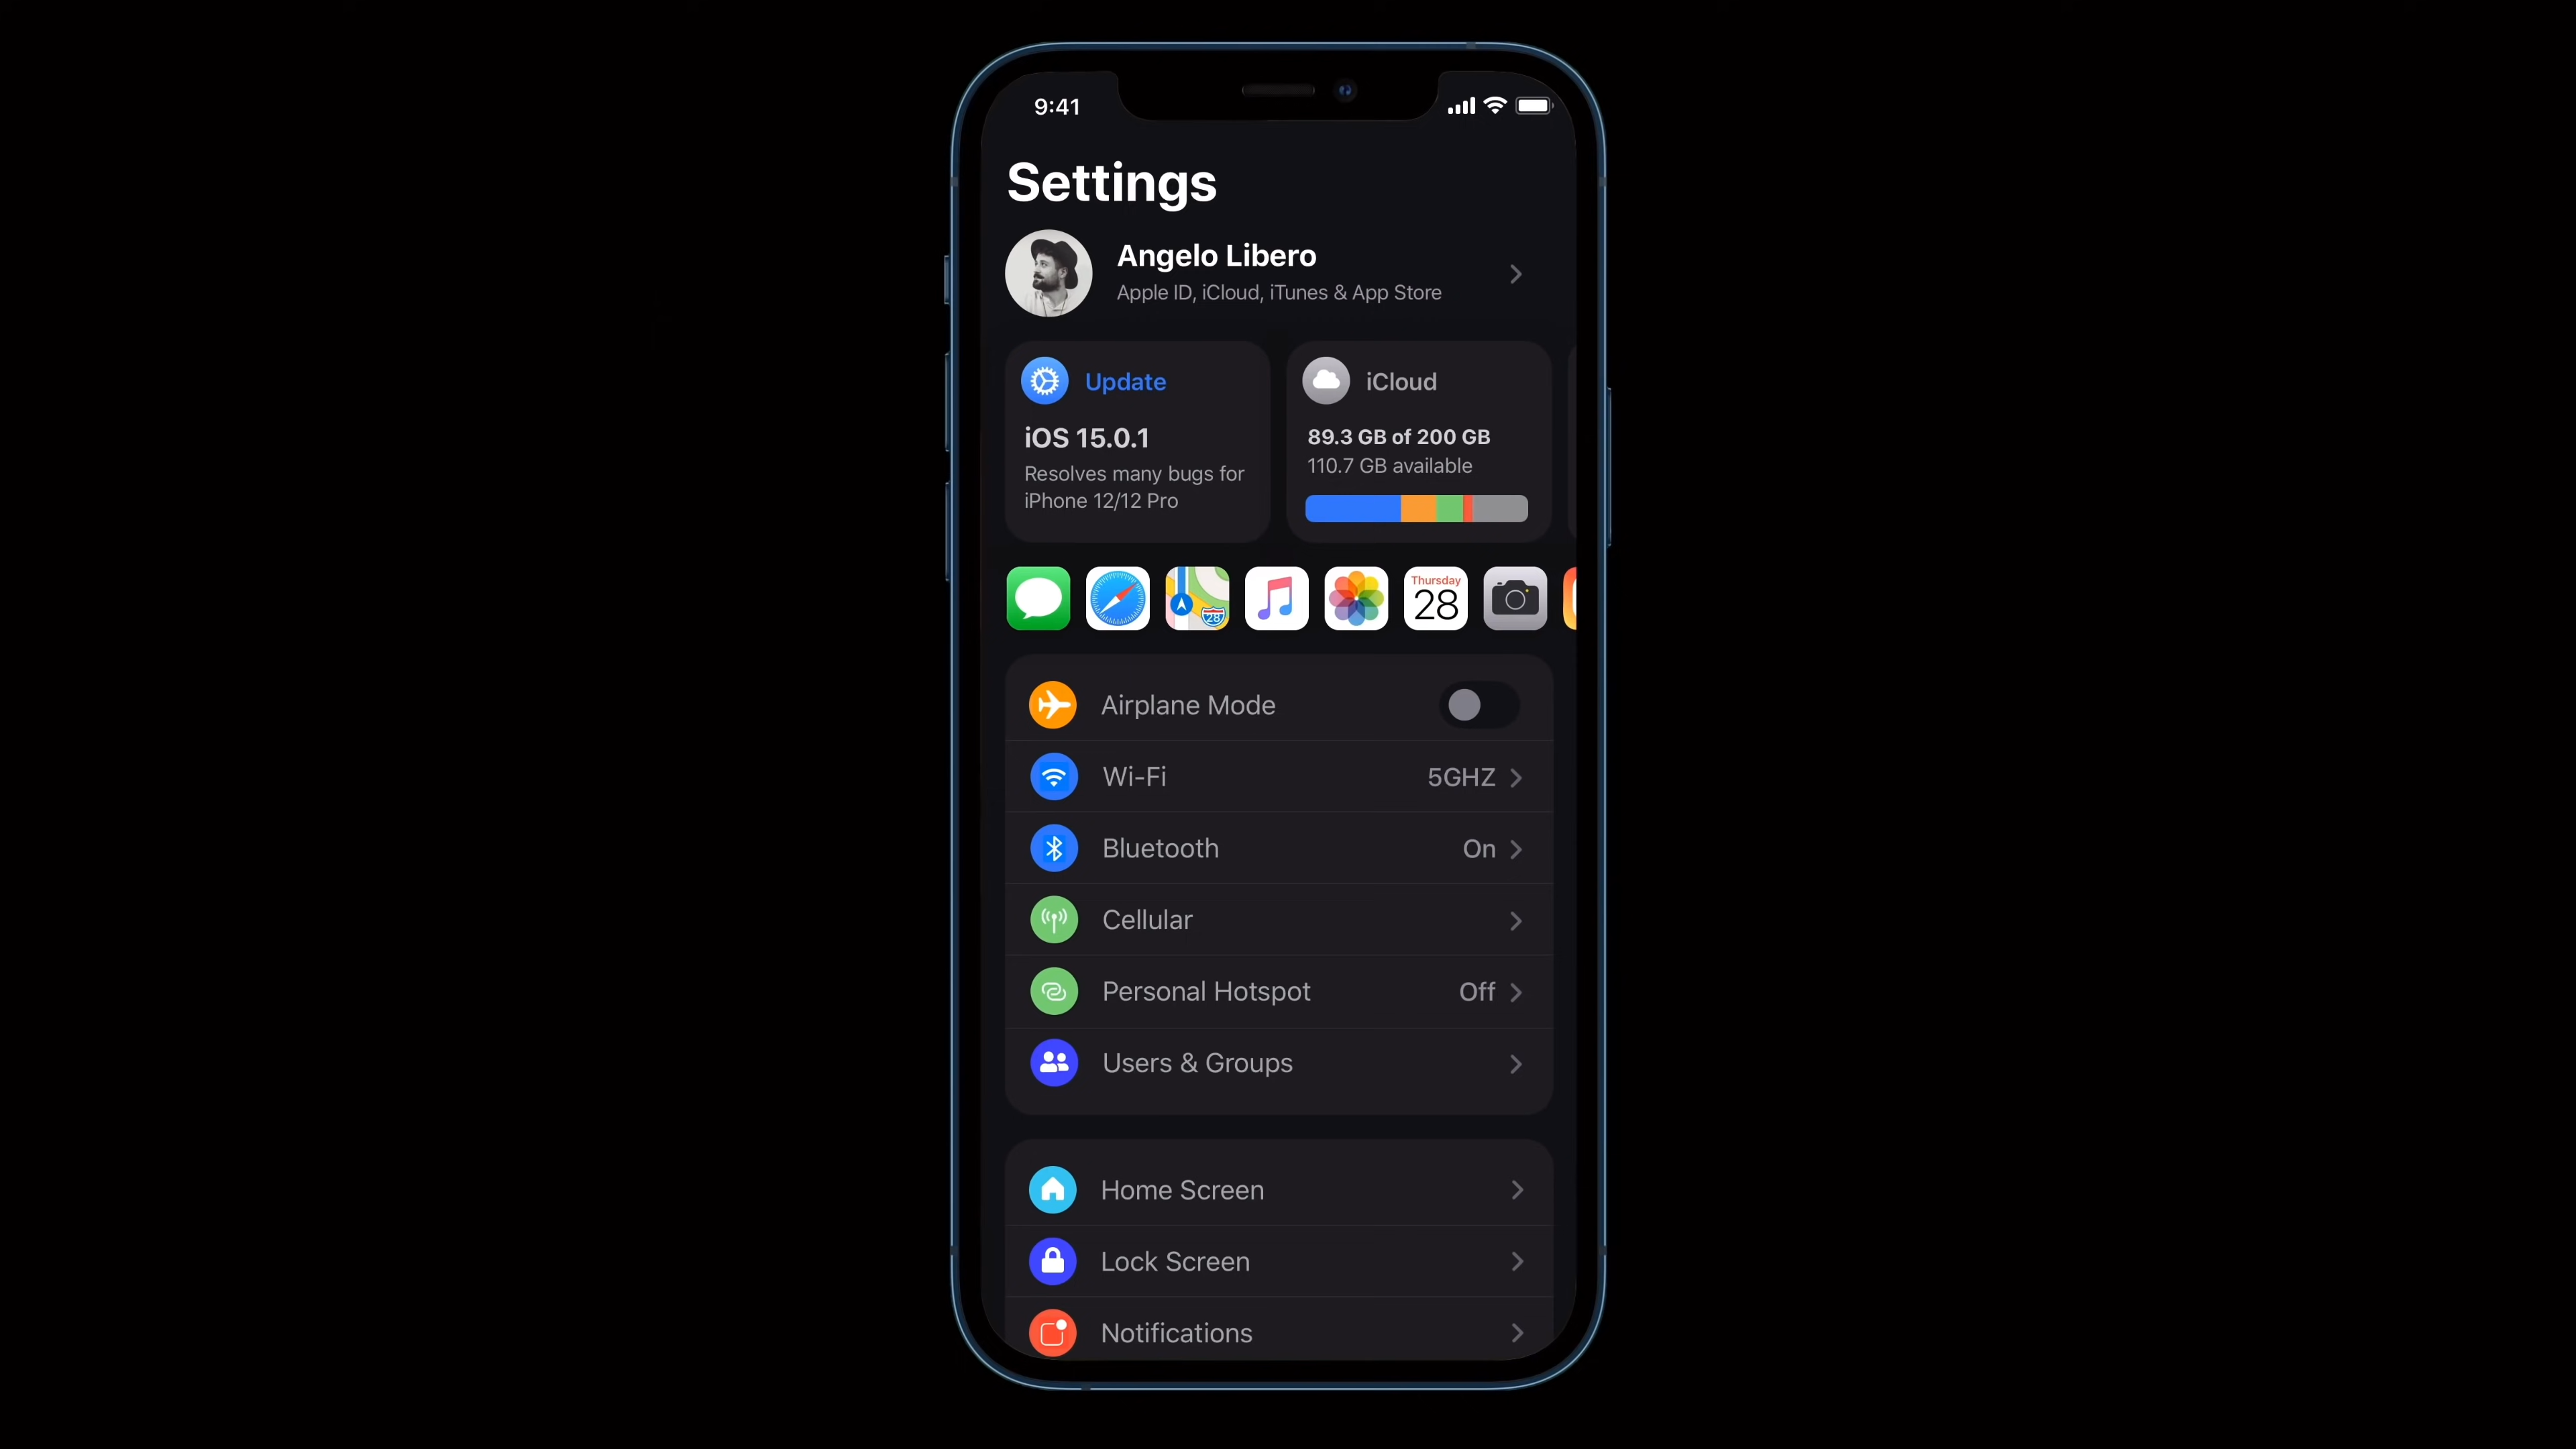 9:41
Settings
Angelo Libero
Apple ID, iCloud, iTunes & App Store
Update
iOS 15.0.1
Resolves many bugs for
iPhone 12/12 Pro
iCloud
89.3 GB of 200 GB
110.7 GB available
28
Thursday
28
Airplane Mode
Wi-Fi 5GHZ
Bluetooth On
Cellular
Personal Hotspot Off
Users & Groups
Home Screen
Lock Screen
Notifications